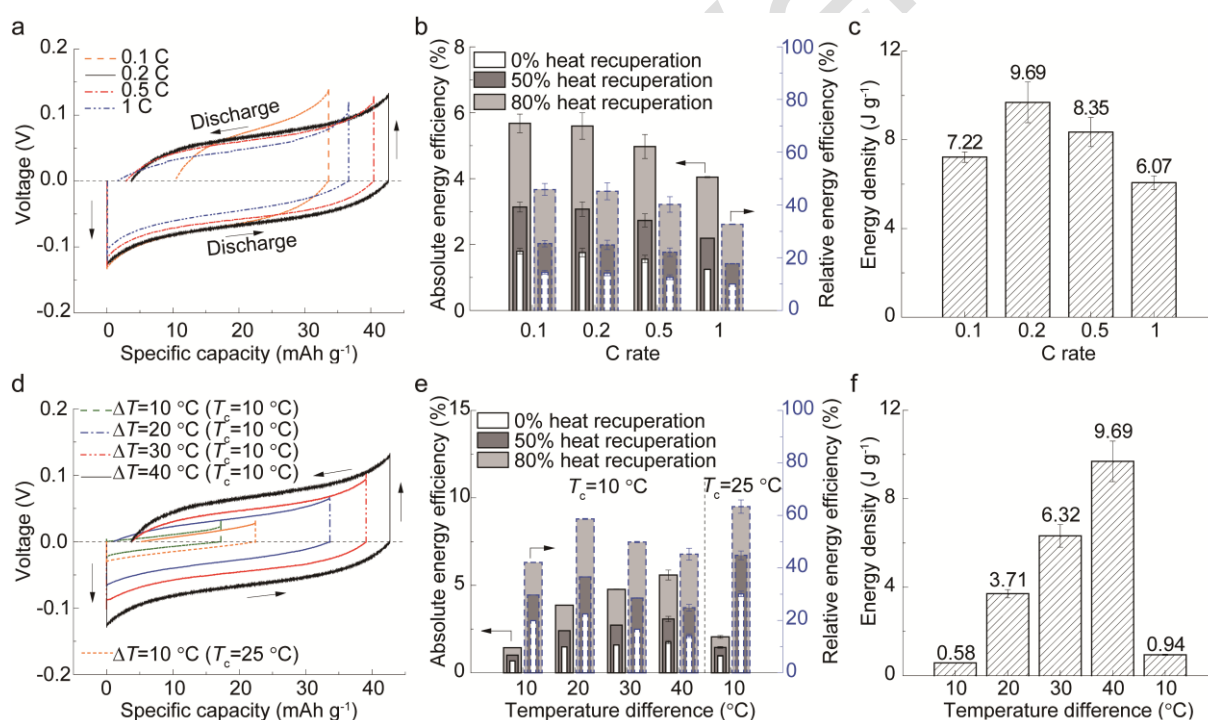 a
0.2
0.1
0.0
-0.1
-0.2
Voltage (V)
0.1 C
0.2 C
0.5 C
1 C
Discharge
Discharge
0 10 20 30 40
Specific capacity (mAh g⁻¹)
b
8
6
4
2
0
Absolute energy efficiency (%)
0% heat recuperation
50% heat recuperation
80% heat recuperation
100
80
60
40
20
0
Relative energy efficiency (%)
0.1 0.2 0.5 1
C rate
c
12
8
4
0
Energy density (J g⁻¹)
7.22
9.69
8.35
6.07
0.1 0.2 0.5 1
C rate
d
0.2
0.1
0.0
-0.1
-0.2
Voltage (V)
ΔT=10 °C (Tc=10 °C)
ΔT=20 °C (Tc=10 °C)
ΔT=30 °C (Tc=10 °C)
ΔT=40 °C (Tc=10 °C)
ΔT=10 °C (Tc=25 °C)
0 10 20 30 40
Specific capacity (mAh g⁻¹)
e
15
10
5
0
Absolute energy efficiency (%)
0% heat recuperation
50% heat recuperation
80% heat recuperation
Tc=10 °C
Tc=25 °C
100
80
60
40
20
0
Relative energy efficiency (%)
10 20 30 40 10
Temperature difference (°C)
f
12
8
4
0
Energy density (J g⁻¹)
0.58
3.71
6.32
9.69
0.94
10 20 30 40 10
Temperature difference (°C)